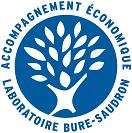 ACCOMPAGNEMENT ÉCONOMIQUE
LABORATOIRE BURE-SAUDRON